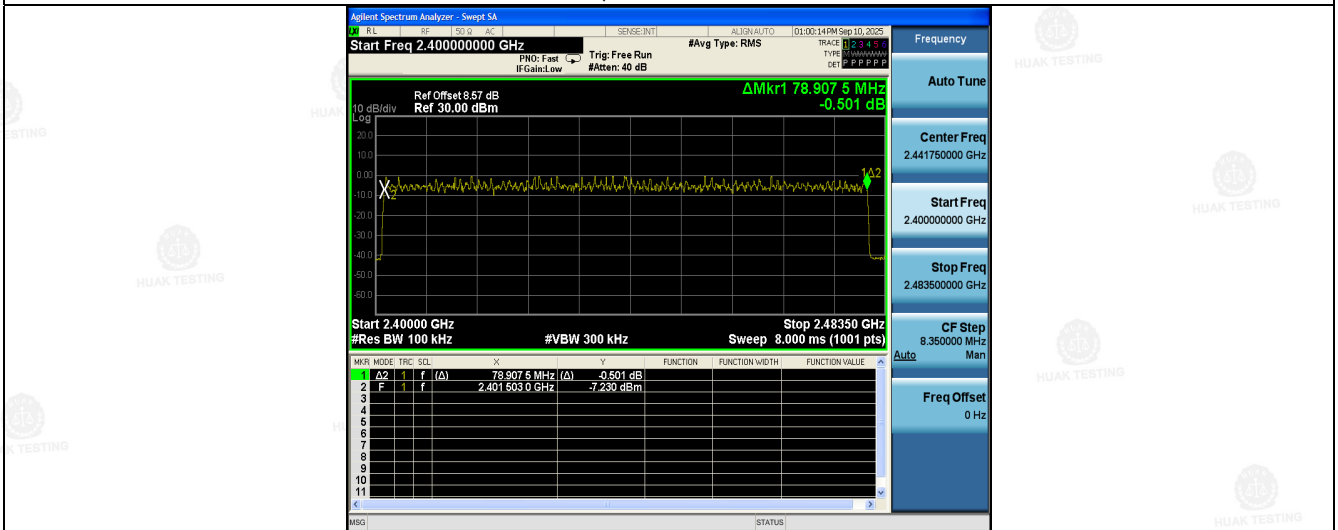 Agilent Spectrum Analyzer - Swept SA
RL RF 50 Ω AC SENSE:INT ALIGN AUTO 01:00:14 PM Sep 10, 2025
Start Freq 2.400000000 GHz
PNO: Fast
IFGain:Low
Trig: Free Run
#Atten: 40 dB
#Avg Type: RMS
TRACE 1 2 3 4 5 6
TYPE M
DET P P P P P P
Ref Offset 8.57 dB
10 dB/div Ref 30.00 dBm
Log
ΔMkr1 78.907 5 MHz
-0.501 dB
20.0
10.0
0.00
-10.0
-20.0
-30.0
-40.0
-50.0
-60.0
2
1Δ2
Start 2.40000 GHz Stop 2.48350 GHz
#Res BW 100 kHz #VBW 300 kHz Sweep 8.000 ms (1001 pts)
MKR MODE TRC SCL X Y FUNCTION FUNCTION WIDTH FUNCTION VALUE
1 Δ2 1 f (Δ) 78.907 5 MHz (Δ) -0.501 dB
2 F 1 f 2.401 503 0 GHz -7.230 dBm
3
4
5
6
7
8
9
10
11
MSG STATUS
Frequency
Auto Tune
Center Freq
2.441750000 GHz
Start Freq
2.400000000 GHz
Stop Freq
2.483500000 GHz
CF Step
8.350000 MHz
Auto Man
Freq Offset
0 Hz
HUAK TESTING
HUAK TESTING
HUAK TESTING
HUAK TESTING
HUAK TESTING